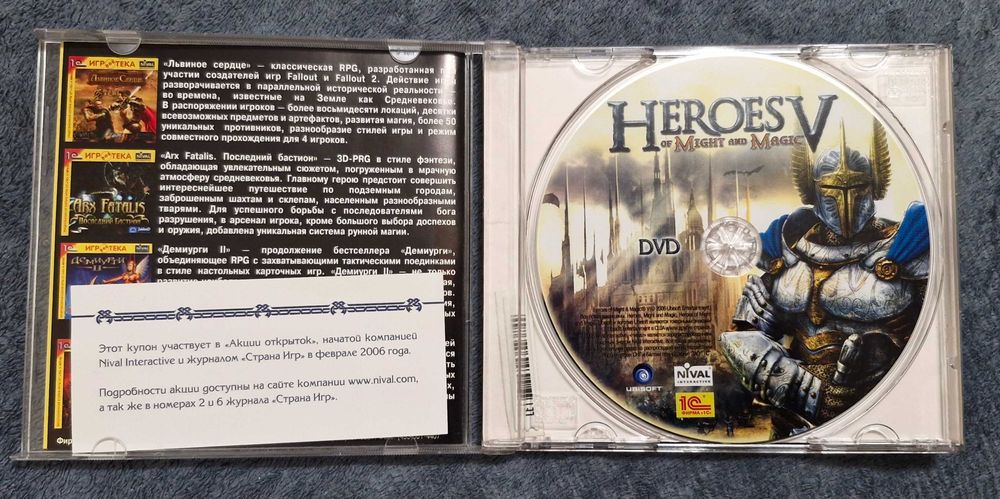 1С ИГРОТЕКА NIVAL
ЛЬВИНОЕ СЕРДЦЕ
«Львиное сердце» — классическая RPG, разработанная
участии создателей игр Fallout и Fallout 2. Действие
разворачивается в параллельной исторической реальности —
во времена, известные на Земле как Средневековье.
В распоряжении игроков – более восьмидесяти локаций, десятки
всевозможных предметов и артефактов, развитая магия, более 50
уникальных противников, разнообразие стилей игры и режим
совместного прохождения для 4 игроков.
1С ИГРОТЕКА NIVAL
ARX FATALIS
ПОСЛЕДНИЙ БАСТИОН
«Arx Fatalis. Последний бастион» – 3D-PRG в стиле фэнтези,
обладающая увлекательным сюжетом, погруженным в мрачную
атмосферу средневековья. Главному герою предстоит совершить
интереснейшее путешествие по подземным городам,
заброшенным шахтам и склепам, населенным разнообразными
тварями. Для успешного борьбы с последователями бога
разрушения, в арсенал игрока, кроме большого выбора доспехов
и оружия, добавлена уникальная система рунной магии.
ИГРОТЕКА
ДЕМИУРГИ II
«Демиурги II» – продолжение бестселлера «Демиурги»,
объединяющее RPG с захватывающими тактическими поединками
в стиле настольных карточных игр. «Демиурги II» – не только
Этот купон участвует в «Акции открыток», начатой компанией
Nival Interactive и журналом «Страна Игр» в феврале 2006 года.
Подробности акции доступны на сайте компании www.nival.com,
а так же в номерах 2 и 6 журнала «Страна Игр».
HEROES V
OF MIGHT AND MAGIC
DVD
UBISOFT
NIVAL
INTERACTIVE
1С
ФИРМА «1С»